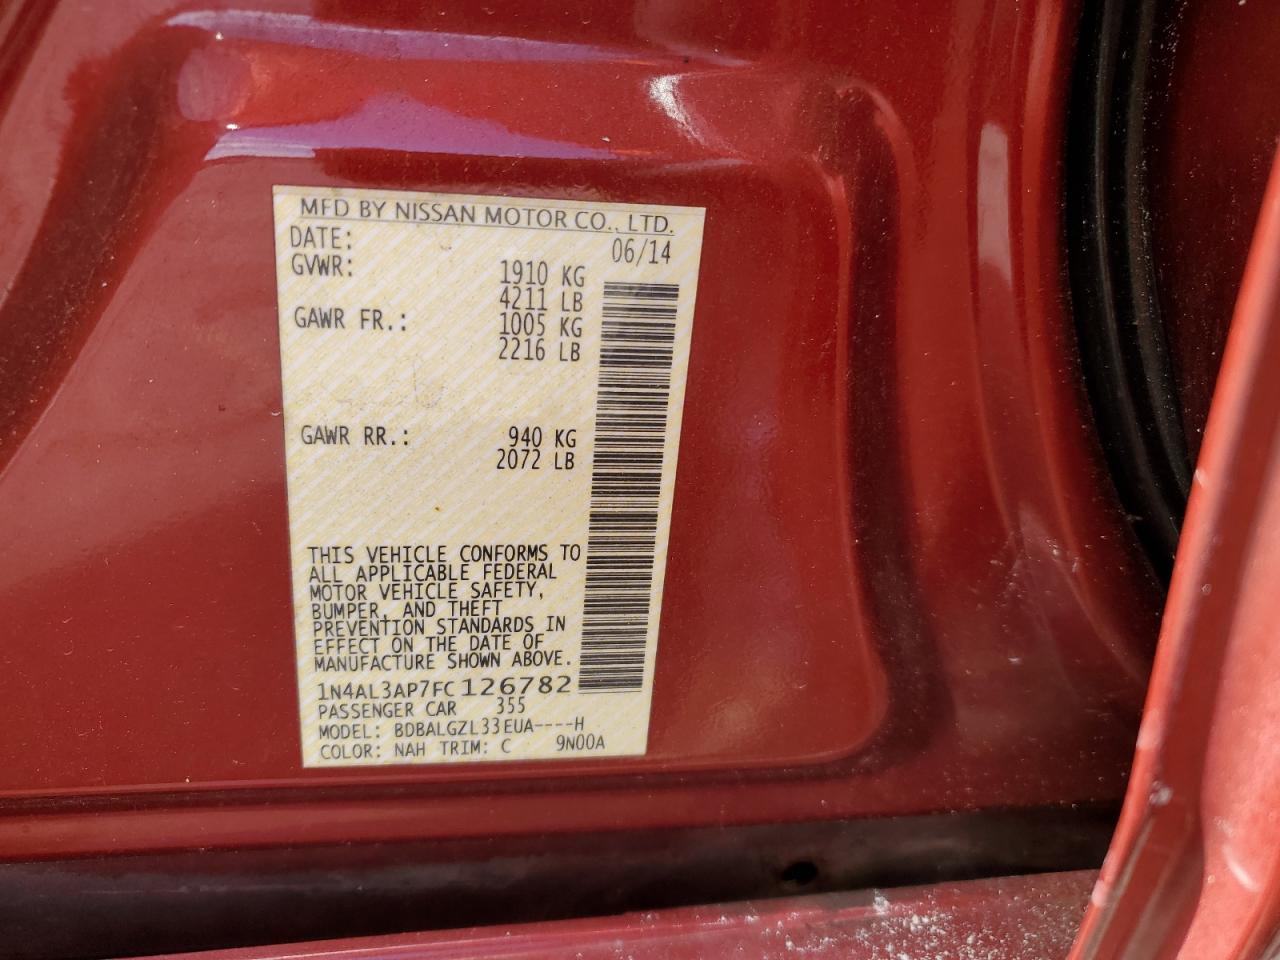 MFD BY NISSAN MOTOR CO., LTD.
DATE: 06/14
GVWR: 1910 KG
4211 LB
GAWR FR.: 1005 KG
2216 LB
GAWR RR.: 940 KG
2072 LB
THIS VEHICLE CONFORMS TO
ALL APPLICABLE FEDERAL
MOTOR VEHICLE SAFETY,
BUMPER, AND THEFT
PREVENTION STANDARDS IN
EFFECT ON THE DATE OF
MANUFACTURE SHOWN ABOVE.
1N4AL3AP7FC126782
PASSENGER CAR 355
MODEL: BDBALGZL33EUA----H
COLOR: NAH TRIM: C 9N00A